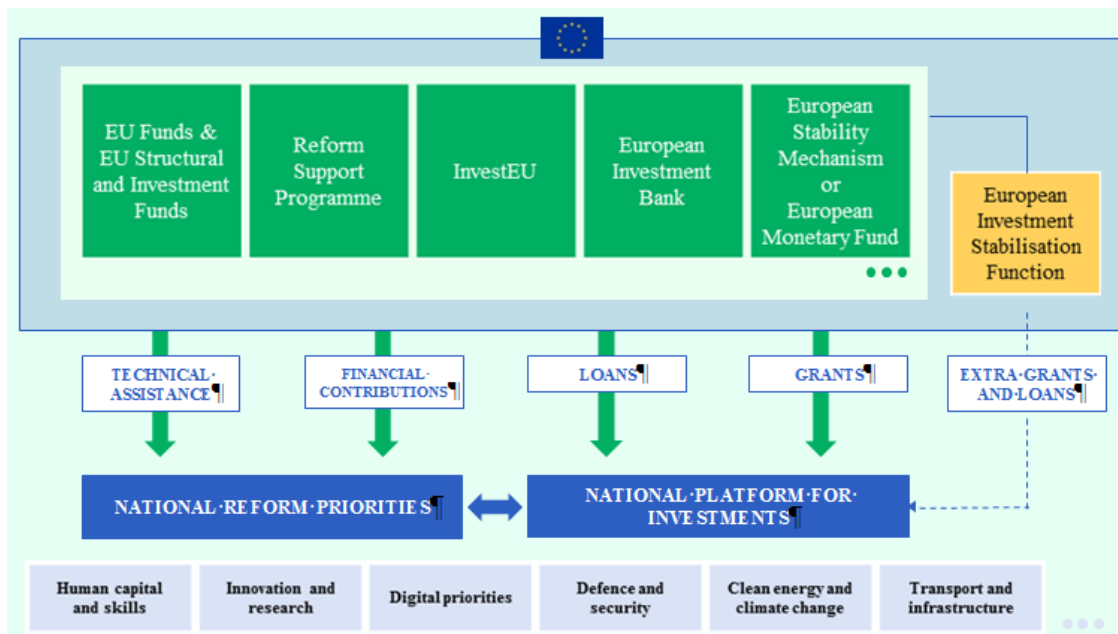 EU Funds &
EU Structural
and Investment
Funds
Reform
Support
Programme
InvestEU
European
Investment
Bank
European
Stability
Mechanism
or
European
Monetary Fund
European
Investment
Stabilisation
Function
TECHNICAL·
ASSISTANCE¶
FINANCIAL·
CONTRIBUTIONS¶
LOANS¶
GRANTS¶
EXTRA·GRANTS·
AND·LOANS¶
NATIONAL·REFORM·PRIORITIES¶
NATIONAL·PLATFORM·FOR·
INVESTMENTS¶
Human capital
and skills
Innovation and
research
Digital priorities
Defence and
security
Clean energy and
climate change
Transport and
infrastructure